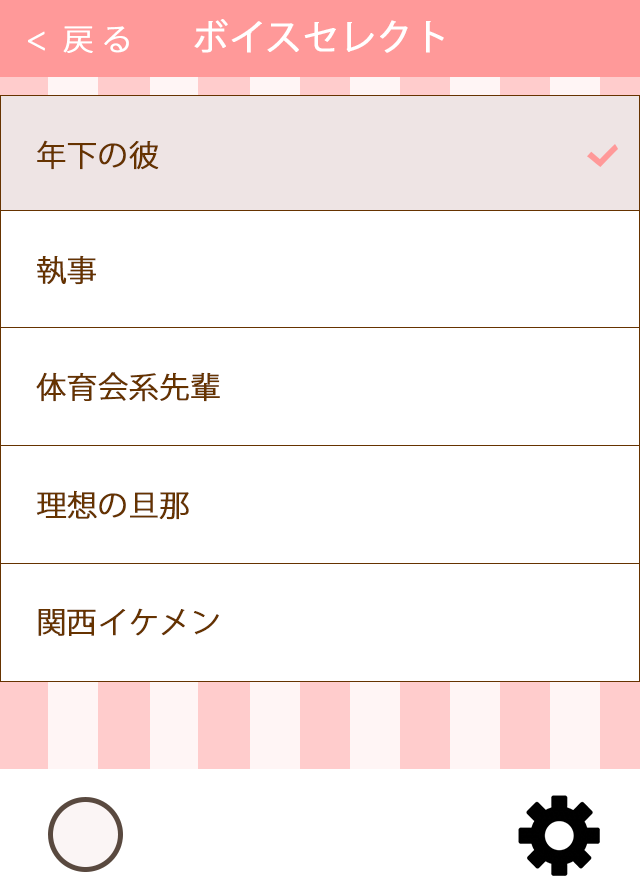 < 戻る ボイスセレクト
年下の彼
執事
体育会系先輩
理想の旦那
関西イケメン